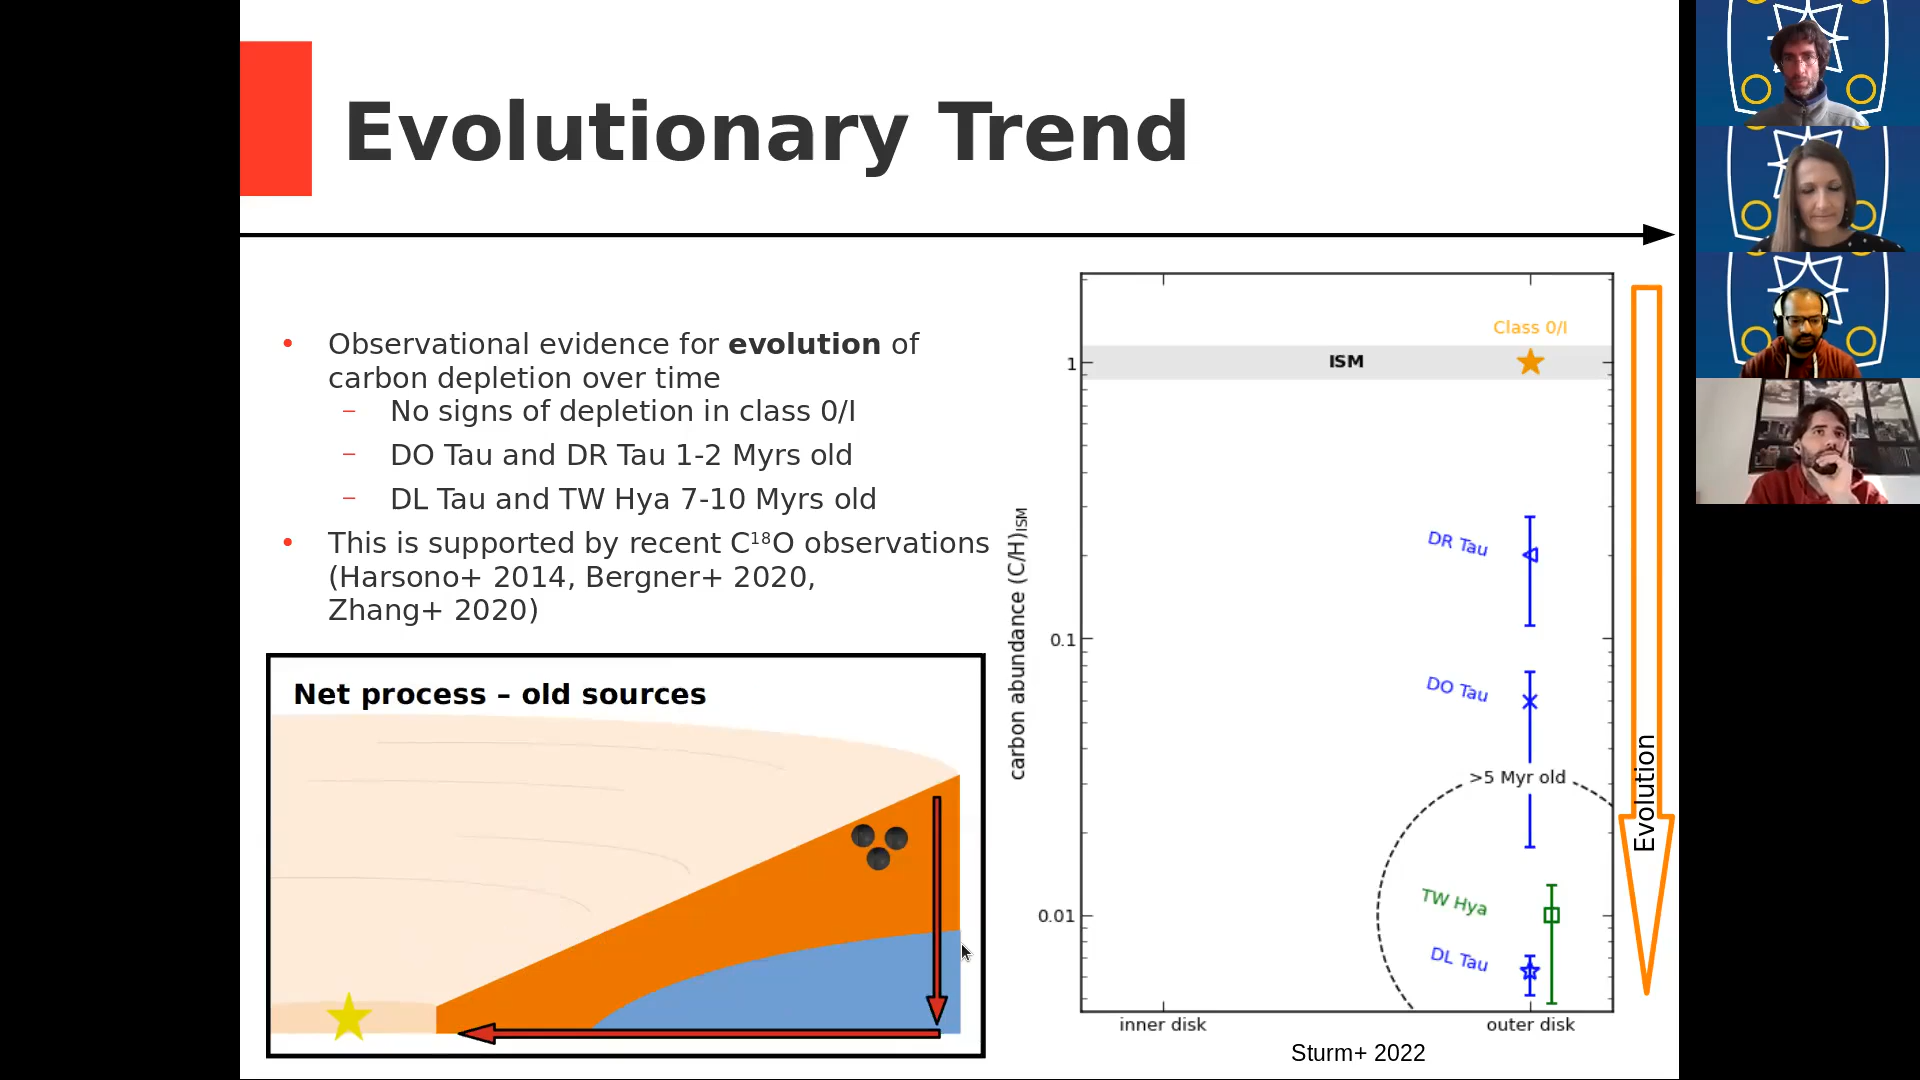 Evolutionary Trend
• Observational evidence for evolution of
carbon depletion over time
– No signs of depletion in class 0/I
– DO Tau and DR Tau 1-2 Myrs old
– DL Tau and TW Hya 7-10 Myrs old
• This is supported by recent C¹⁸O observations
(Harsono+ 2014, Bergner+ 2020,
Zhang+ 2020)
Net process – old sources
carbon abundance (C/H)ISM
1
0.1
0.01
Class 0/I
ISM
DR Tau
DO Tau
>5 Myr old
TW Hya
DL Tau
inner disk
outer disk
Evolution
Sturm+ 2022